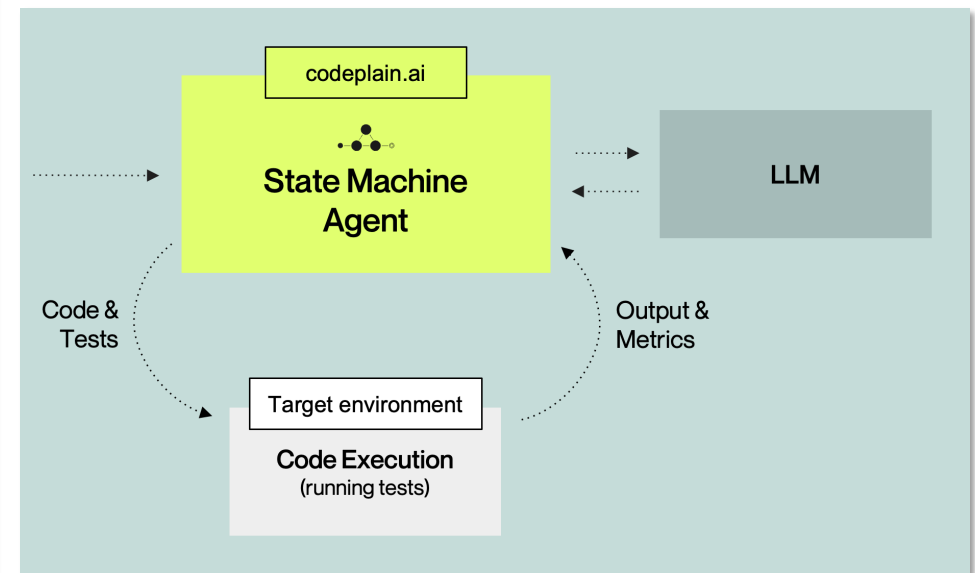 codeplain.ai
State Machine
Agent
LLM
Code &
Tests
Output &
Metrics
Target environment
Code Execution
(running tests)